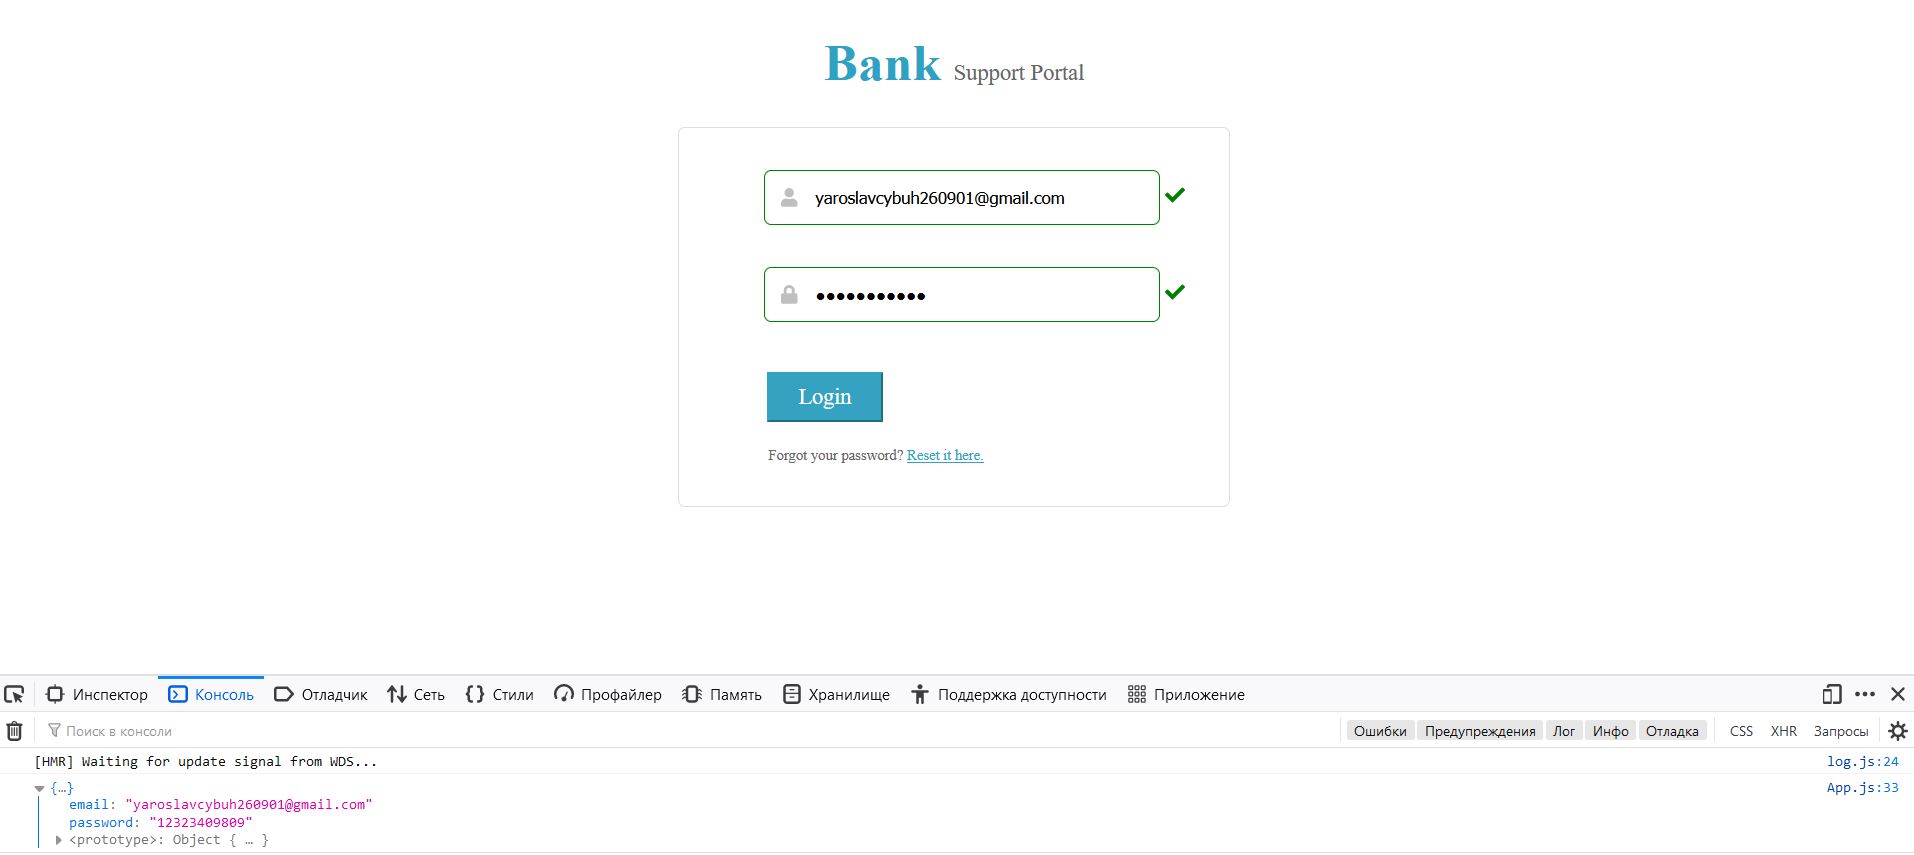 Bank Support Portal
yaroslavcybuh260901@gmail.com
•••••••••••
Login
Forgot your password? Reset it here.
Инспектор Консоль Отладчик Сеть Стили Профайлер Память Хранилище Поддержка доступности Приложение
Поиск в консоли Ошибки Предупреждения Лог Инфо Отладка CSS XHR Запросы
[HMR] Waiting for update signal from WDS... log.js:24
{…} App.js:33
email: "yaroslavcybuh260901@gmail.com"
password: "12323409809"
<prototype>: Object { … }